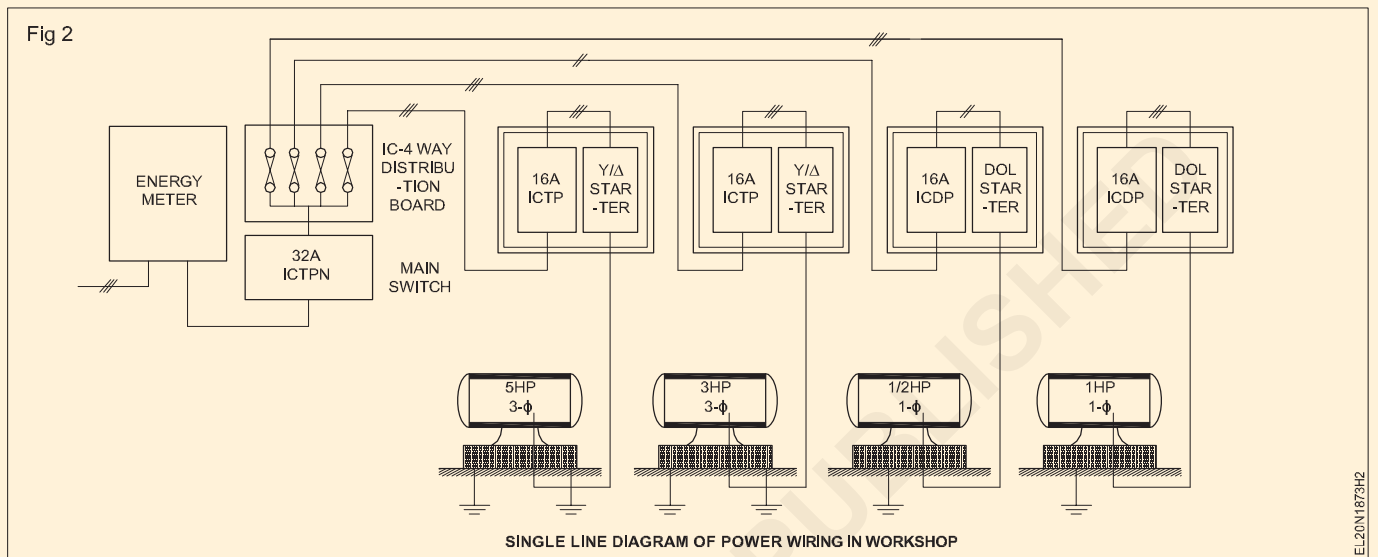 Fig 2
ENERGY
METER
IC-4 WAY
DISTRIBU
-TION
BOARD
32A
ICTPN
MAIN
SWITCH
16A
ICTP
Y/Δ
STAR
-TER
16A
ICTP
Y/Δ
STAR
-TER
16A
ICDP
DOL
STAR
-TER
16A
ICDP
DOL
STAR
-TER
5HP
3-ϕ
3HP
3-ϕ
1/2HP
1-ϕ
1HP
1-ϕ
SINGLE LINE DIAGRAM OF POWER WIRING IN WORKSHOP
EL20N1873H2
PUBLISHED